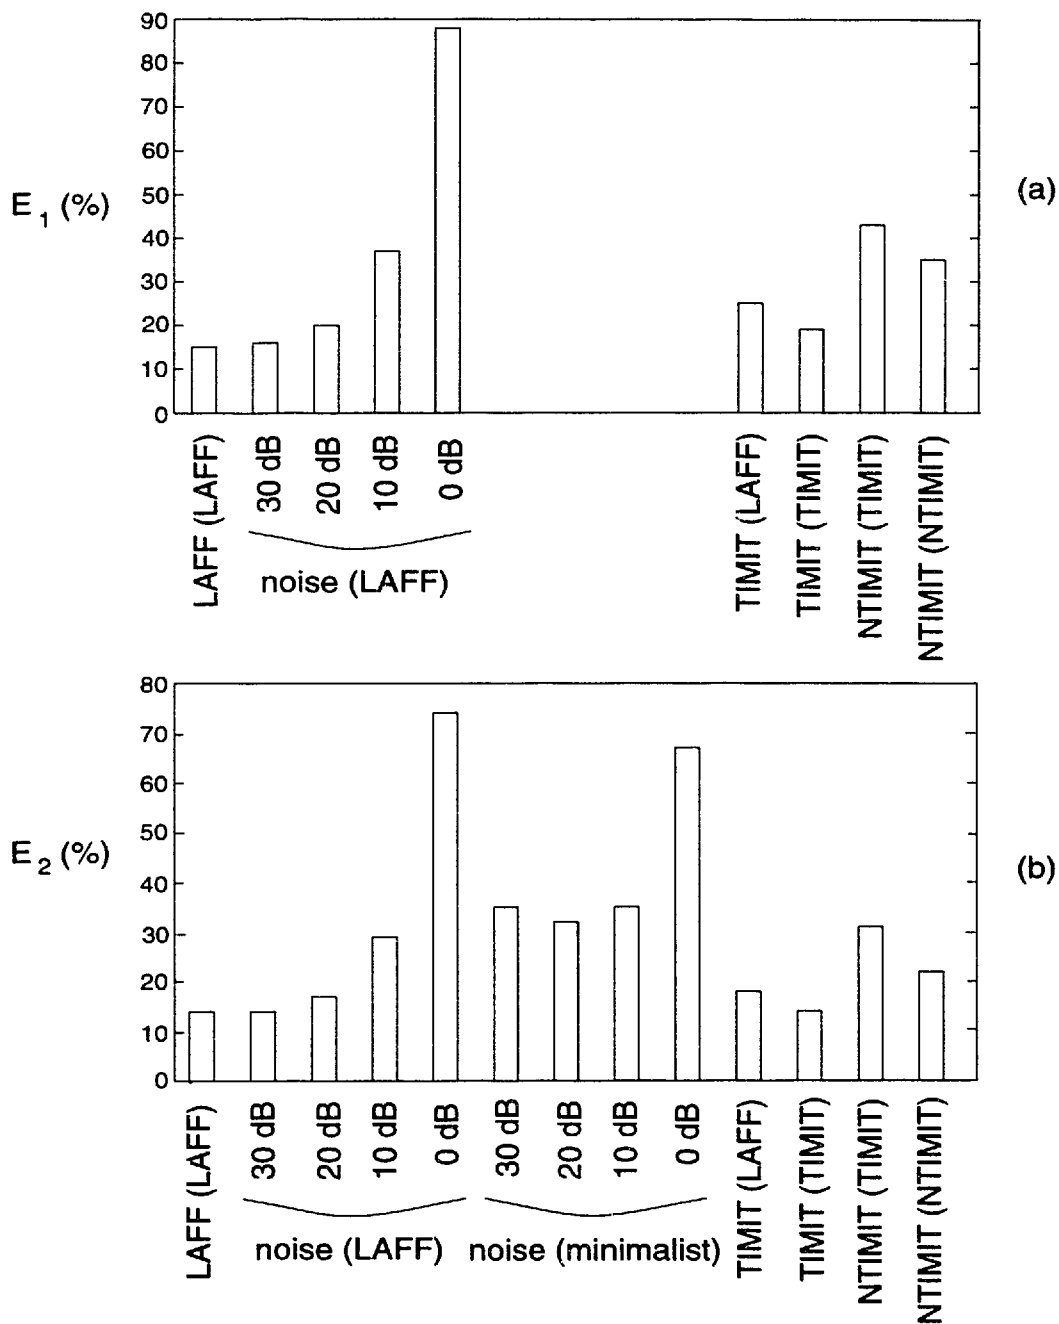 90
80
70
60
50
40
30
20
10
0
E1 (%)
(a)
LAFF (LAFF)
30 dB
20 dB
10 dB
0 dB
noise (LAFF)
TIMIT (LAFF)
TIMIT (TIMIT)
NTIMIT (TIMIT)
NTIMIT (NTIMIT)
80
70
60
50
40
30
20
10
0
E2 (%)
(b)
LAFF (LAFF)
30 dB
20 dB
10 dB
0 dB
30 dB
20 dB
10 dB
0 dB
noise (LAFF)
noise (minimalist)
TIMIT (LAFF)
TIMIT (TIMIT)
NTIMIT (TIMIT)
NTIMIT (NTIMIT)